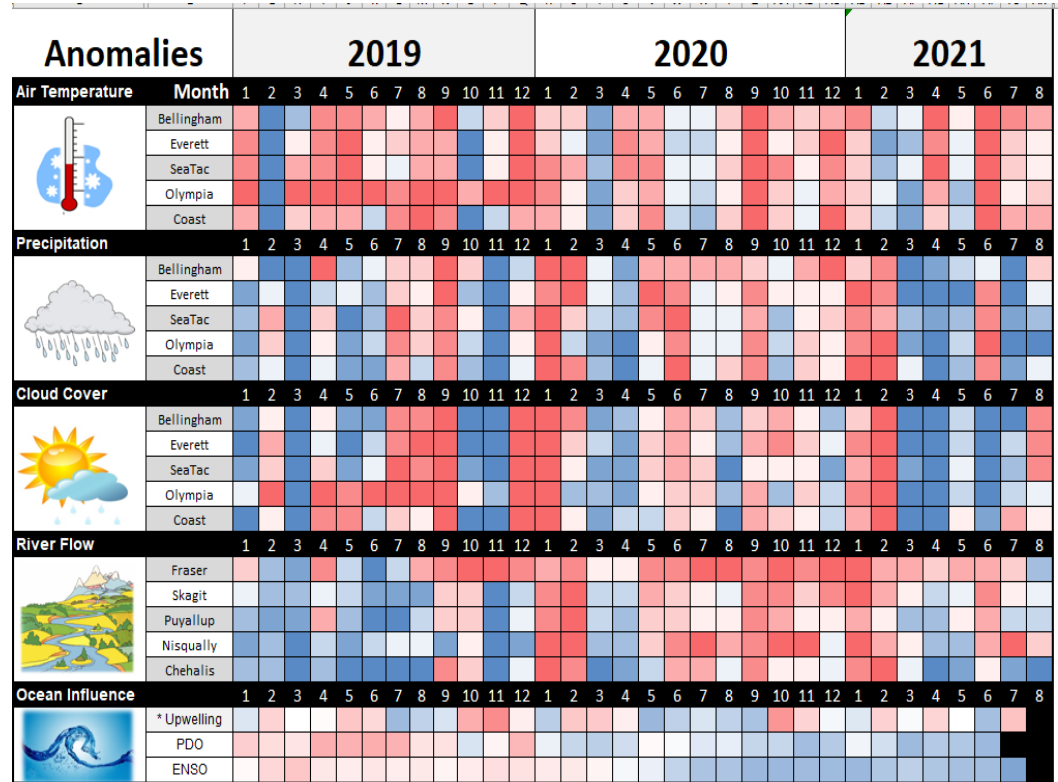 Anomalies 2019 2020 2021
Air Temperature Month 1 2 3 4 5 6 7 8 9 10 11 12 1 2 3 4 5 6 7 8 9 10 11 12 1 2 3 4 5 6 7 8
Bellingham
Everett
SeaTac
Olympia
Coast
Precipitation 1 2 3 4 5 6 7 8 9 10 11 12 1 2 3 4 5 6 7 8 9 10 11 12 1 2 3 4 5 6 7 8
Bellingham
Everett
SeaTac
Olympia
Coast
Cloud Cover 1 2 3 4 5 6 7 8 9 10 11 12 1 2 3 4 5 6 7 8 9 10 11 12 1 2 3 4 5 6 7 8
Bellingham
Everett
SeaTac
Olympia
Coast
River Flow 1 2 3 4 5 6 7 8 9 10 11 12 1 2 3 4 5 6 7 8 9 10 11 12 1 2 3 4 5 6 7 8
Fraser
Skagit
Puyallup
Nisqually
Chehalis
Ocean Influence 1 2 3 4 5 6 7 8 9 10 11 12 1 2 3 4 5 6 7 8 9 10 11 12 1 2 3 4 5 6 7 8
* Upwelling
PDO
ENSO